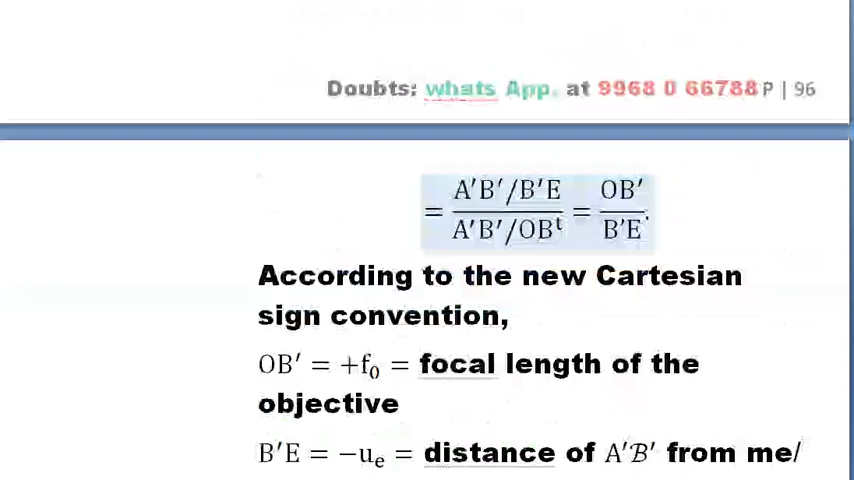 Doubts: whats App. at 9968 0 66788 P | 96
= A′B′/B′E / A′B′/OBᵗ = OB′ / B′E.
According to the new Cartesian
sign convention,
OB′ = +f₀ = focal length of the
objective
B′E = −uₑ = distance of A′ℬ′ from me/